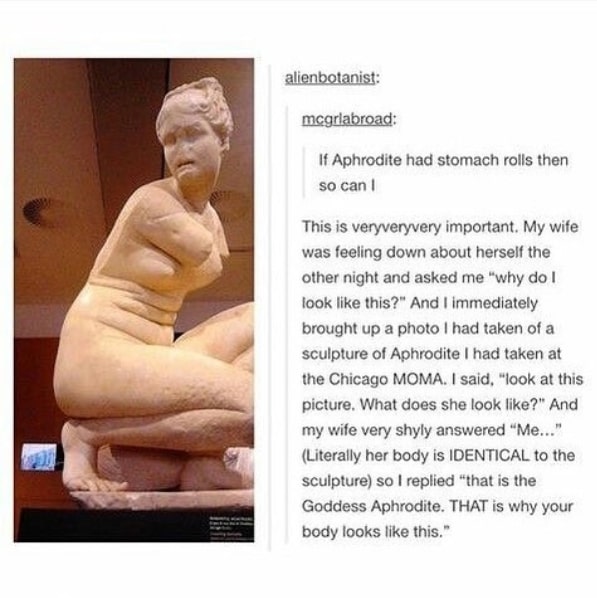 alienbotanist:
mcgrlabroad:
If Aphrodite had stomach rolls then
so can I
This is veryveryvery important. My wife
was feeling down about herself the
other night and asked me “why do I
look like this?” And I immediately
brought up a photo I had taken of a
sculpture of Aphrodite I had taken at
the Chicago MOMA. I said, “look at this
picture. What does she look like?” And
my wife very shyly answered “Me...”
(Literally her body is IDENTICAL to the
sculpture) so I replied “that is the
Goddess Aphrodite. THAT is why your
body looks like this.”